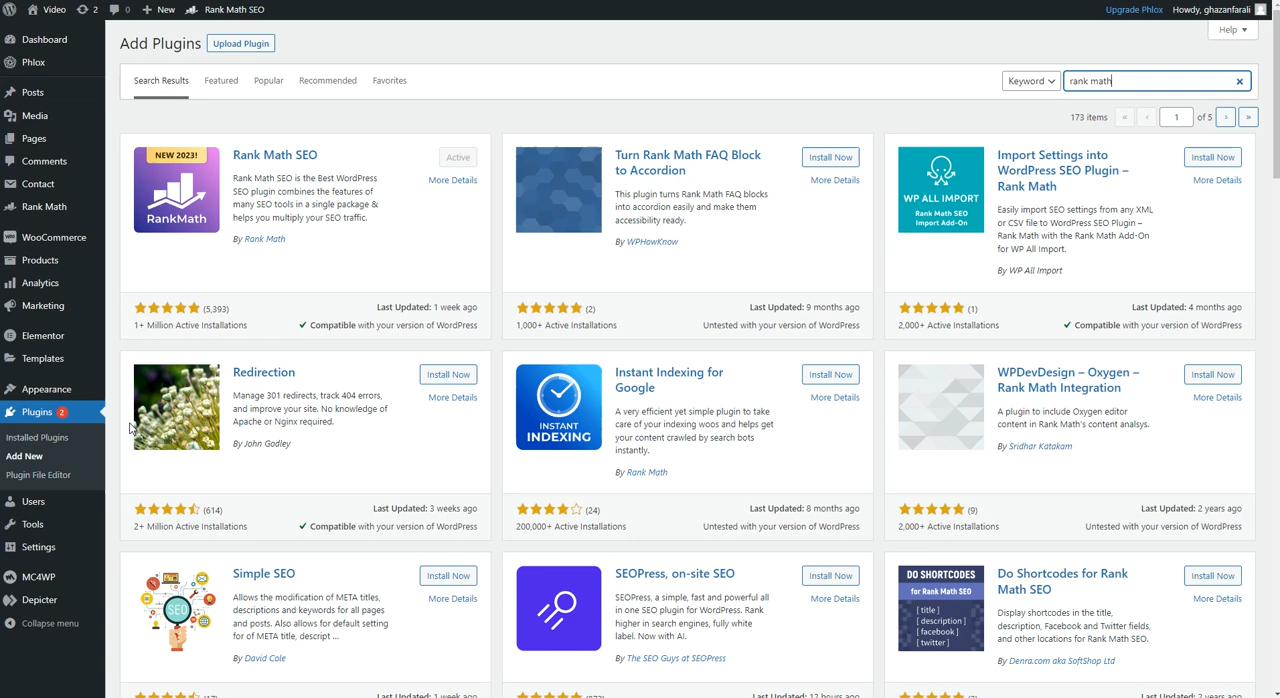 Video 2 0 + New Rank Math SEO Upgrade Phlox Howdy, ghazanfarali
Help ▼
Dashboard
Phlox
Posts
Media
Pages
Comments
Contact
Rank Math
WooCommerce
Products
Analytics
Marketing
Elementor
Templates
Appearance
Plugins 2
Installed Plugins
Add New
Plugin File Editor
Users
Tools
Settings
MC4WP
Depicter
Collapse menu
Add Plugins Upload Plugin
Search Results Featured Popular Recommended Favorites Keyword rank math ×
173 items « ‹ 1 of 5 › »
NEW 2023!
RankMath
Rank Math SEO
Active
More Details
Rank Math SEO is the Best WordPress
SEO plugin combines the features of
many SEO tools in a single package &
helps you multiply your SEO traffic.
By Rank Math
(5,393)
Last Updated: 1 week ago
1+ Million Active Installations
✔ Compatible with your version of WordPress
Turn Rank Math FAQ Block
to Accordion
Install Now
More Details
This plugin turns Rank Math FAQ blocks
into accordion easily and make them
accessibility ready.
By WPHowKnow
(2)
Last Updated: 9 months ago
1,000+ Active Installations
Untested with your version of WordPress
WP ALL IMPORT
Rank Math SEO
Import Add-On
Import Settings into
WordPress SEO Plugin –
Rank Math
Install Now
More Details
Easily import SEO settings from any XML
or CSV file to WordPress SEO Plugin –
Rank Math with the Rank Math Add-On
for WP All Import.
By WP All Import
(1)
Last Updated: 4 months ago
2,000+ Active Installations
✔ Compatible with your version of WordPress
Redirection
Install Now
More Details
Manage 301 redirects, track 404 errors,
and improve your site. No knowledge of
Apache or Nginx required.
By John Godley
(614)
Last Updated: 3 weeks ago
2+ Million Active Installations
✔ Compatible with your version of WordPress
INSTANT
INDEXING
Instant Indexing for
Google
Install Now
More Details
A very efficient yet simple plugin to take
care of your indexing woos and helps get
your content crawled by search bots
instantly.
By Rank Math
(24)
Last Updated: 8 months ago
200,000+ Active Installations
Untested with your version of WordPress
WPDevDesign – Oxygen –
Rank Math Integration
Install Now
More Details
A plugin to include Oxygen editor
content in Rank Math's content analsys.
By Sridhar Katakam
(9)
Last Updated: 2 years ago
2,000+ Active Installations
Untested with your version of WordPress
SEO
Simple SEO
Install Now
More Details
Allows the modification of META titles,
descriptions and keywords for all pages
and posts. Also allows for default setting
for of META title, descript ...
By David Cole
(17)
Last Updated: 1 week ago
SEOPress, on-site SEO
Install Now
More Details
SEOPress, a simple, fast and powerful all
in one SEO plugin for WordPress. Rank
higher in search engines, fully white
label. Now with AI.
By The SEO Guys at SEOPress
Last Updated: 12 hours ago
DO SHORTCODES
for Rank Math SEO
[ title ]
[ description ]
[ facebook ]
[ twitter ]
Do Shortcodes for Rank
Math SEO
Install Now
More Details
Display shortcodes in the title,
description, Facebook and Twitter fields,
and other locations for Rank Math SEO.
By Denra.com aka SoftShop Ltd
Last Updated: 2 years ago